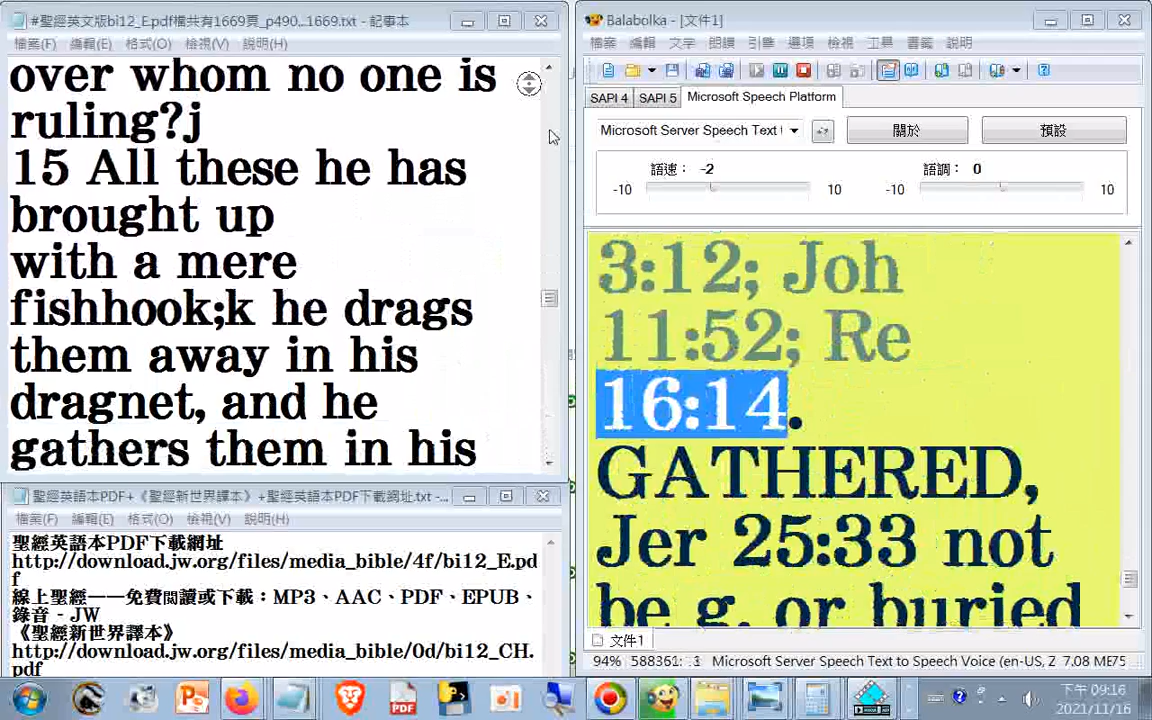 #聖經英文版bi12_E.pdf檔共有1669頁_p490,..1669.txt - 記事本
檔案(F) 編輯(E) 格式(O) 檢視(V) 說明(H)
over whom no one is
ruling?j
15 All these he has
brought up
with a mere
fishhook;k he drags
them away in his
dragnet, and he
gathers them in his
聖經英語本PDF+《聖經新世界譯本》+聖經英語本PDF下載網址.txt - ...
檔案(F) 編輯(E) 格式(O) 檢視(V) 說明(H)
聖經英語本PDF下載網址
http://download.jw.org/files/media_bible/4f/bi12_E.pd
f
線上聖經——免費閱讀或下載：MP3、AAC、PDF、EPUB、
錄音 - JW
《聖經新世界譯本》
http://download.jw.org/files/media_bible/0d/bi12_CH.
pdf
Balabolka - [文件1]
檔案 編輯 文字 朗讀 引擎 選項 檢視 工具 書籤 說明
SAPI 4 SAPI 5 Microsoft Speech Platform
Microsoft Server Speech Text 關於 預設
語速： -2 語調： 0
-10 10 -10 10
3:12; Joh
11:52; Re
16:14.
GATHERED,
Jer 25:33 not
be g. or buried
文件1
94% 588361: Microsoft Server Speech Text to Speech Voice (en-US, Z 7.08 ME75
下午 09:16
2021/11/16